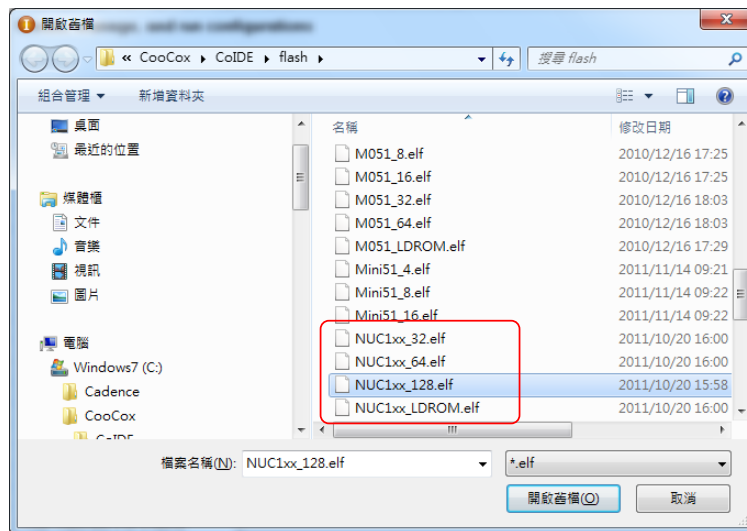 開啟舊檔
« CooCox ▸ CoIDE ▸ flash ▸
搜尋 flash
組合管理 ▼ 新增資料夾
桌面
最近的位置
媒體櫃
文件
音樂
視訊
圖片
電腦
Windows7 (C:)
Cadence
CooCox
CoIDE
名稱 修改日期
M051_8.elf 2010/12/16 17:25
M051_16.elf 2010/12/16 17:25
M051_32.elf 2010/12/16 18:03
M051_64.elf 2010/12/16 18:03
M051_LDROM.elf 2010/12/16 17:29
Mini51_4.elf 2011/11/14 09:21
Mini51_8.elf 2011/11/14 09:22
Mini51_16.elf 2011/11/14 09:22
NUC1xx_32.elf 2011/10/20 16:00
NUC1xx_64.elf 2011/10/20 16:00
NUC1xx_128.elf 2011/10/20 15:58
NUC1xx_LDROM.elf 2011/10/20 16:00
檔案名稱(N): NUC1xx_128.elf
*.elf
開啟舊檔(O) 取消